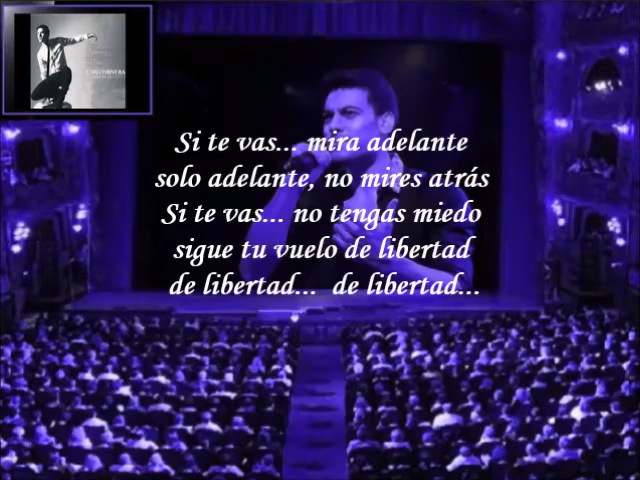 Si te vas... mira adelante
solo adelante, no mires atrás
Si te vas... no tengas miedo
sigue tu vuelo de libertad
de libertad... de libertad...